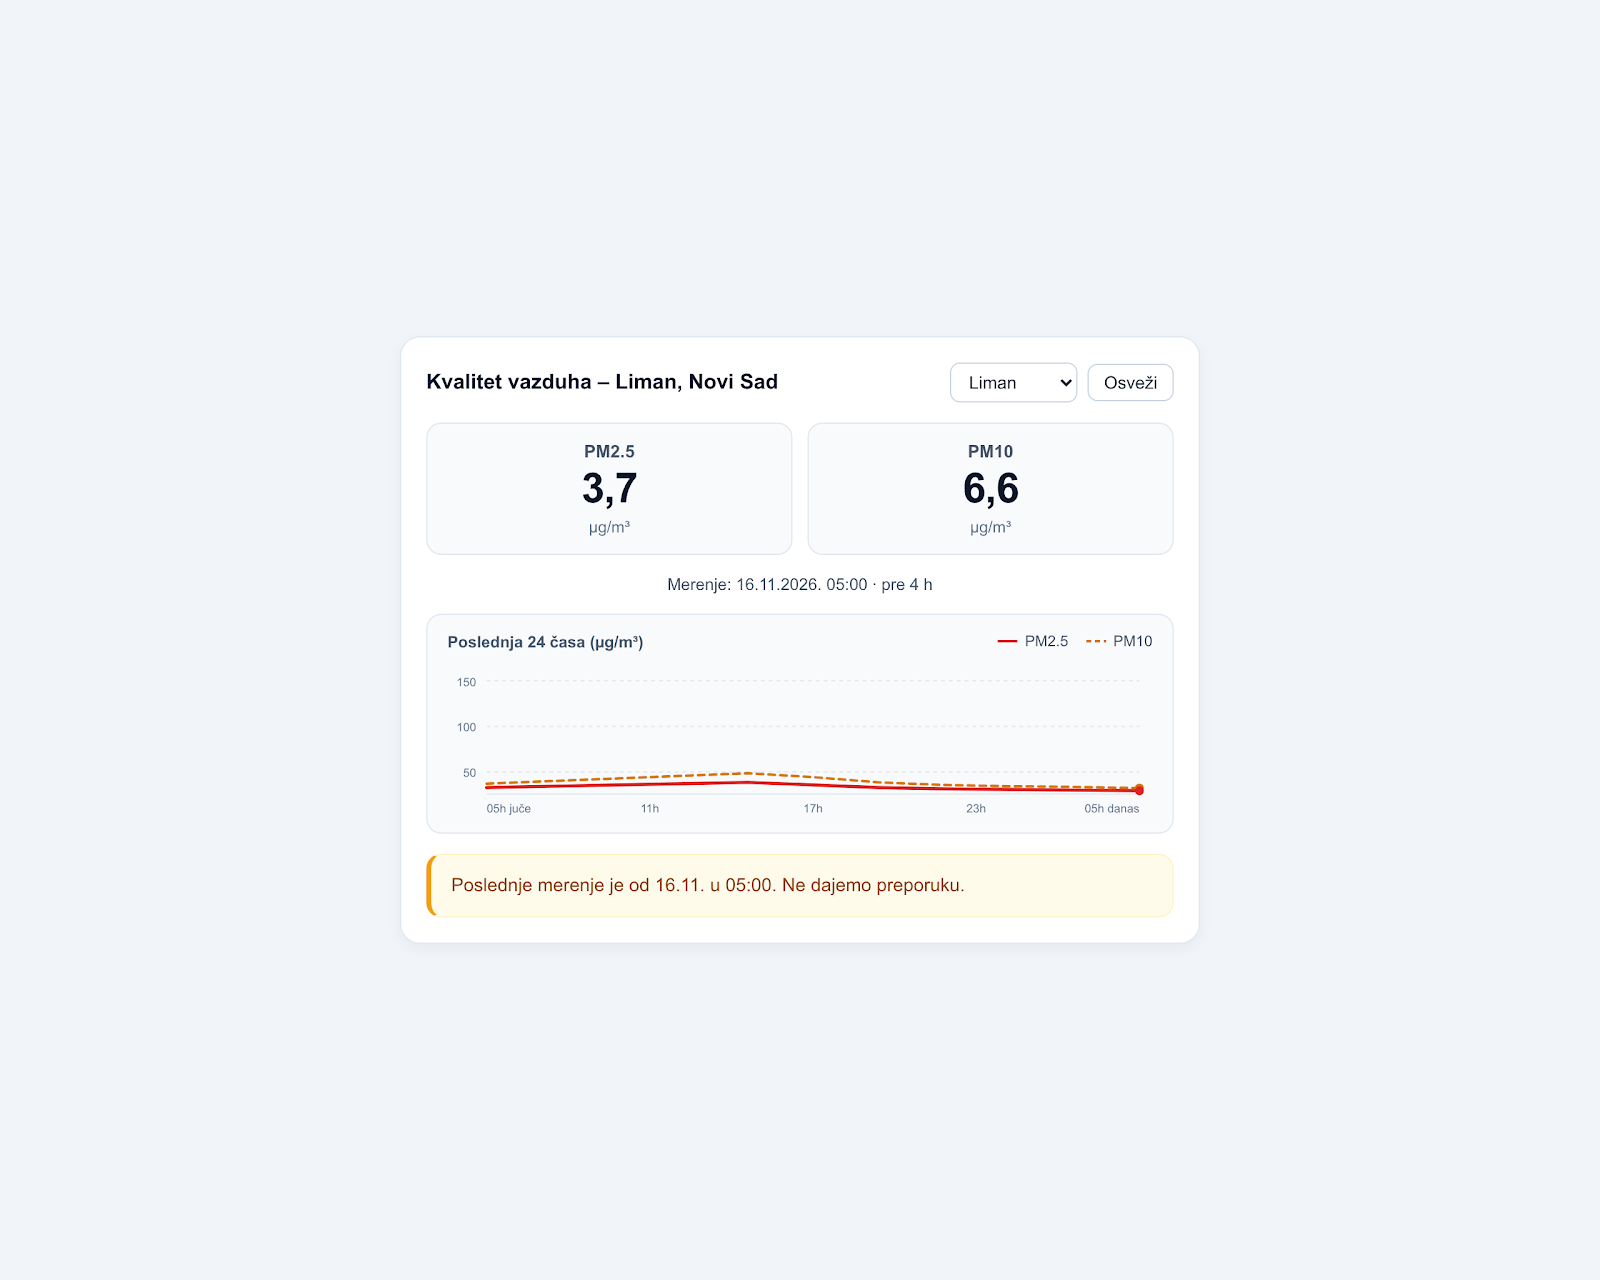 Kvalitet vazduha – Liman, Novi Sad
Liman
Osveži
PM2.5
3,7
µg/m³
PM10
6,6
µg/m³
Merenje: 16.11.2026. 05:00 · pre 4 h
Poslednja 24 časa (µg/m³)
PM2.5
PM10
150
100
50
05h juče
11h
17h
23h
05h danas
Poslednje merenje je od 16.11. u 05:00. Ne dajemo preporuku.